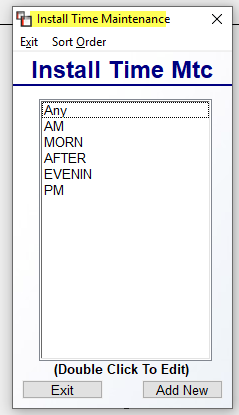 Install Time Maintenance
Exit Sort Order
Install Time Mtc
Any
AM
MORN
AFTER
EVENIN
PM
(Double Click To Edit)
Exit Add New